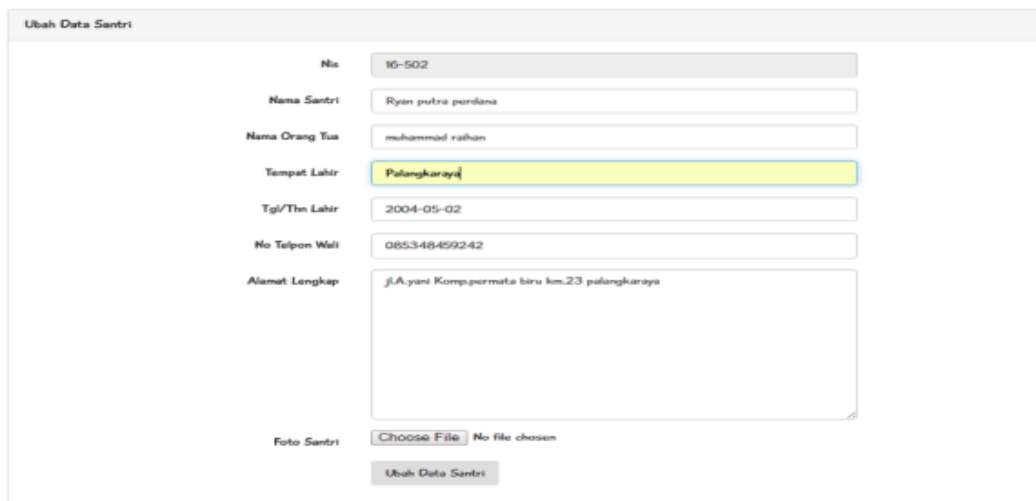 Ubah Data Santri
Nis 16-502
Nama Santri Ryan putra perdana
Nama Orang Tua muhammad raihan
Tempat Lahir Palangkaraya
Tgl/Thn Lahir 2004-05-02
No Telpon Wali 085348459242
Alamat Lengkap jl.A.yani Komp.permata biru km.23 palangkaraya
Foto Santri Choose File No file chosen
Ubah Data Santri